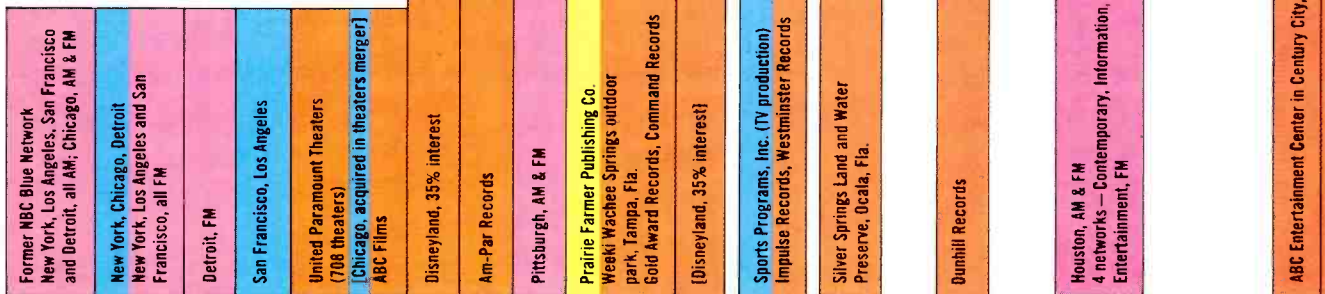 Former NBC Blue Network
New York, Los Angeles, San Francisco
and Detroit, all AM; Chicago, AM & FM
New York, Chicago, Detroit
New York, Los Angeles and San
Francisco, all FM
Detroit, FM
San Francisco, Los Angeles
United Paramount Theaters
(708 theaters)
[Chicago, acquired in theaters merger]
ABC Films
Disneyland, 35% interest
Am-Par Records
Pittsburgh, AM & FM
Prairie Farmer Publishing Co.
Weeki Wachee Springs outdoor
park, Tampa, Fla.
Gold Award Records, Command Records
[Disneyland, 35% interest]
Sports Programs, Inc. (TV production)
Impulse Records, Westminster Records
Silver Springs Land and Water
Preserve, Ocala, Fla.
Dunhill Records
Houston, AM & FM
4 networks — Contemporary, Information,
Entertainment, FM
ABC Entertainment Center in Century City,